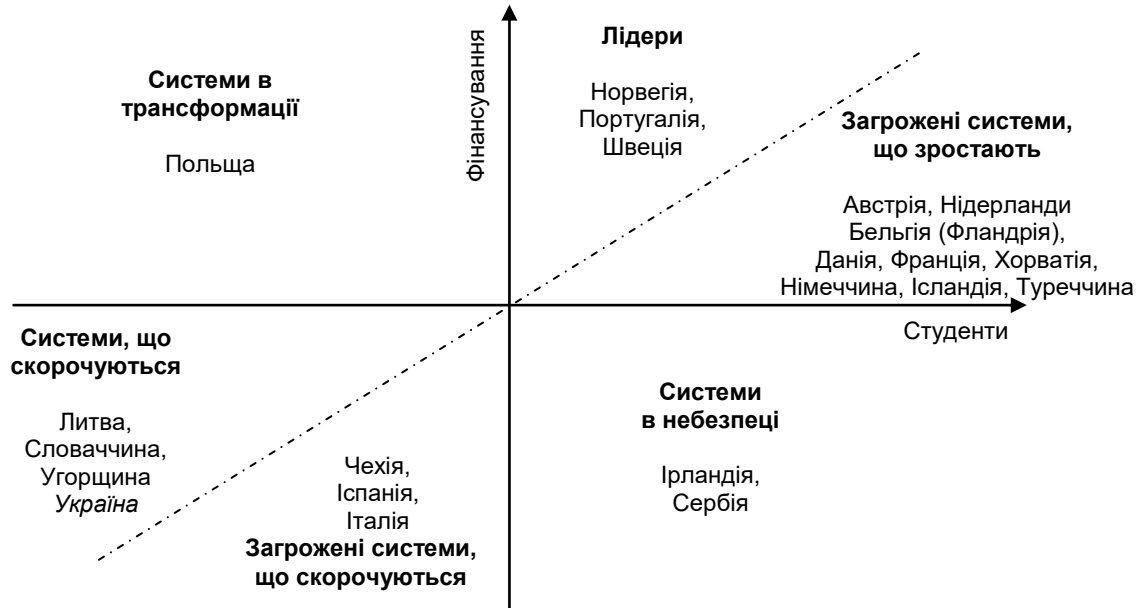 Системи в
трансформації
Польща
Фінансування
Лідери
Норвегія,
Португалія,
Швеція
Загрожені системи,
що зростають
Австрія, Нідерланди
Бельгія (Фландрія),
Данія, Франція, Хорватія,
Німеччина, Ісландія, Туреччина
Студенти
Системи, що
скорочуються
Литва,
Словаччина,
Угорщина
Україна
Чехія,
Іспанія,
Італія
Загрожені системи,
що скорочуються
Системи
в небезпеці
Ірландія,
Сербія